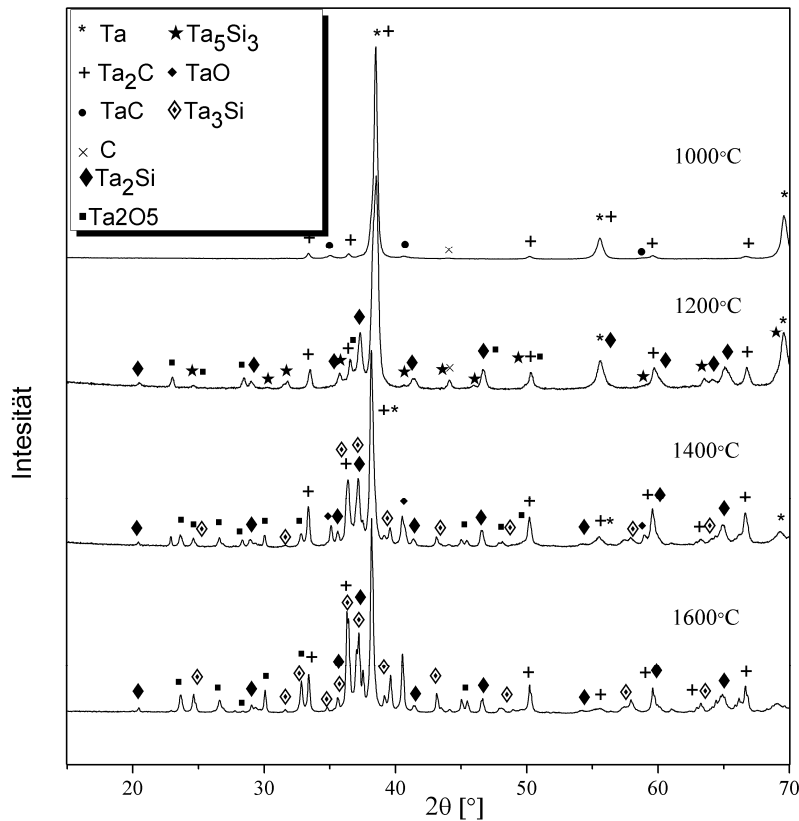 * Ta ★ Ta5Si3
+ Ta2C ◆ TaO
● TaC ◈ Ta3Si
× C
◆ Ta2Si
■ Ta2O5
1000°C
1200°C
1400°C
1600°C
Intesität
20 30 40 50 60 70
2θ [°]